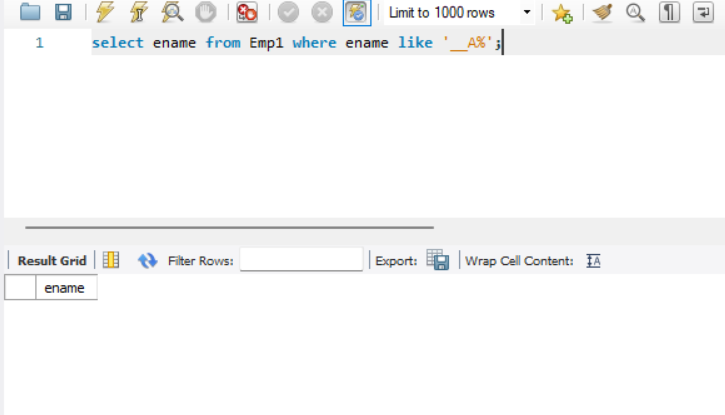 Limit to 1000 rows
1 select ename from Emp1 where ename like '__A%';
Result Grid Filter Rows: Export: Wrap Cell Content: IA
ename